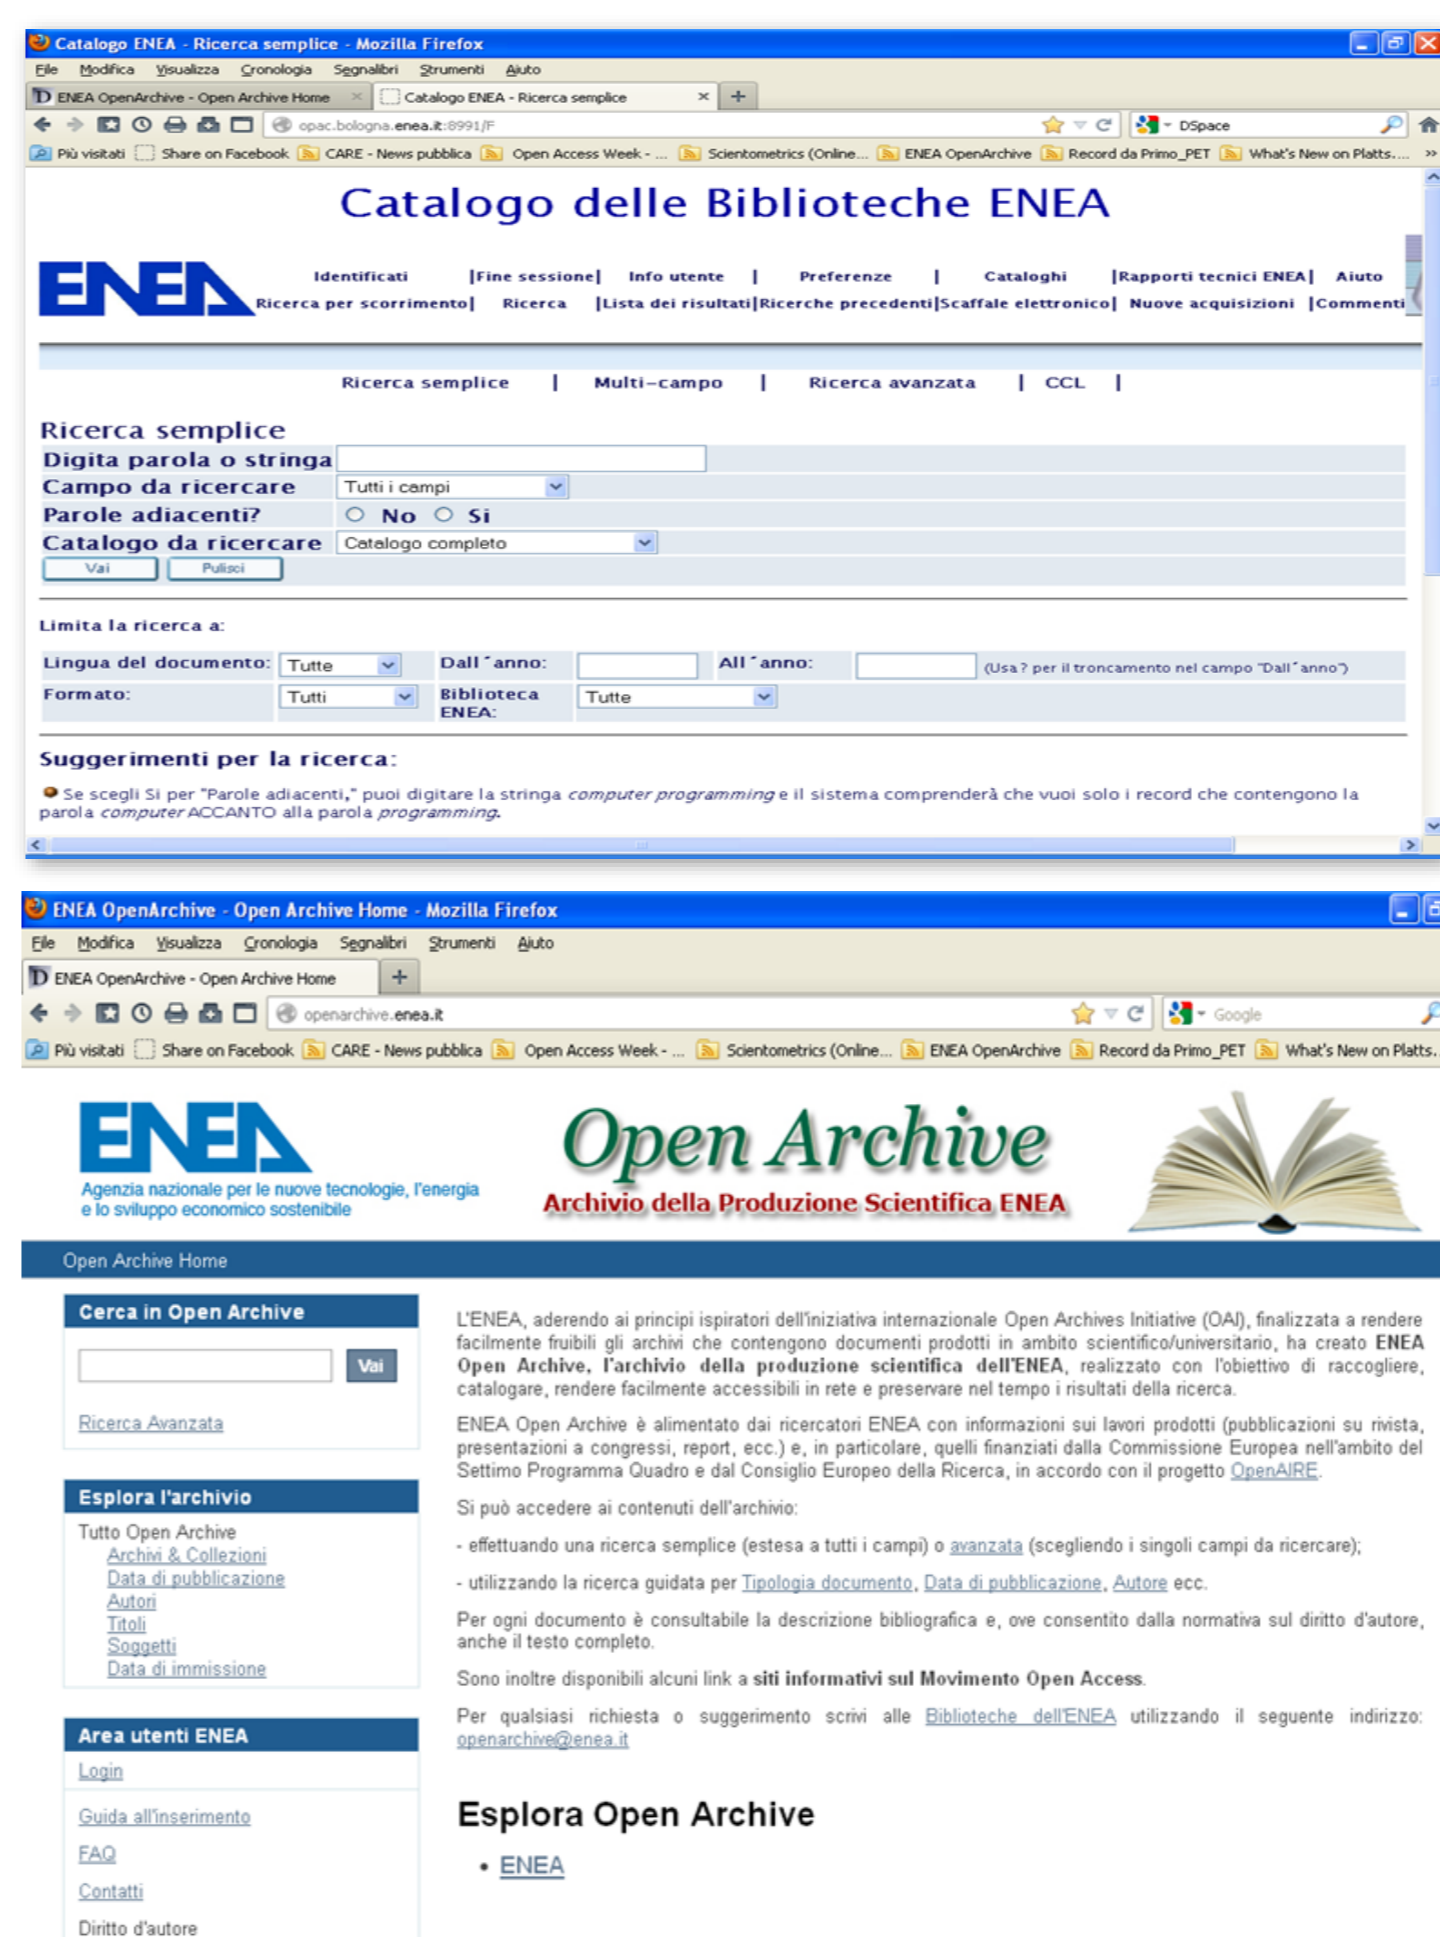 Catalogo ENEA - Ricerca semplice - Mozilla Firefox
File Modifica Visualizza Cronologia Segnalibri Strumenti Aiuto
ENEA OpenArchive - Open Archive Home Catalogo ENEA - Ricerca semplice
opac.bologna.enea.it:8991/F DSpace
Più visitati Share on Facebook CARE - News pubblica Open Access Week - ... Scientometrics (Online... ENEA OpenArchive Record da Primo_PET What's New on Platts....
Catalogo delle Biblioteche ENEA
ENEA
Identificati | Fine sessione | Info utente | Preferenze | Cataloghi | Rapporti tecnici ENEA | Aiuto
Ricerca per scorrimento | Ricerca | Lista dei risultati | Ricerche precedenti | Scaffale elettronico | Nuove acquisizioni | Commenti
Ricerca semplice | Multi-campo | Ricerca avanzata | CCL |
Ricerca semplice
Digita parola o stringa
Campo da ricercare Tutti i campi
Parole adiacenti? No Si
Catalogo da ricercare Catalogo completo
Vai Pulisci
Limita la ricerca a:
Lingua del documento: Tutte Dall´anno: All´anno: (Usa? per il troncamento nel campo "Dall´anno")
Formato: Tutti Biblioteca ENEA: Tutte
Suggerimenti per la ricerca:
Se scegli Si per "Parole adiacenti," puoi digitare la stringa computer programming e il sistema comprenderà che vuoi solo i record che contengono la
parola computer ACCANTO alla parola programming.
ENEA OpenArchive - Open Archive Home - Mozilla Firefox
File Modifica Visualizza Cronologia Segnalibri Strumenti Aiuto
ENEA OpenArchive - Open Archive Home
openarchive.enea.it Google
Più visitati Share on Facebook CARE - News pubblica Open Access Week - ... Scientometrics (Online... ENEA OpenArchive Record da Primo_PET What's New on Platts.
ENEA
Agenzia nazionale per le nuove tecnologie, l'energia
e lo sviluppo economico sostenibile
Open Archive
Archivio della Produzione Scientifica ENEA
Open Archive Home
Cerca in Open Archive
Vai
Ricerca Avanzata
Esplora l'archivio
Tutto Open Archive
Archivi & Collezioni
Data di pubblicazione
Autori
Titoli
Soggetti
Data di immissione
Area utenti ENEA
Login
Guida all'inserimento
FAQ
Contatti
Diritto d'autore
L'ENEA, aderendo ai principi ispiratori dell'iniziativa internazionale Open Archives Initiative (OAI), finalizzata a rendere
facilmente fruibili gli archivi che contengono documenti prodotti in ambito scientifico/universitario, ha creato ENEA
Open Archive, l'archivio della produzione scientifica dell'ENEA, realizzato con l'obiettivo di raccogliere,
catalogare, rendere facilmente accessibili in rete e preservare nel tempo i risultati della ricerca.
ENEA Open Archive è alimentato dai ricercatori ENEA con informazioni sui lavori prodotti (pubblicazioni su rivista,
presentazioni a congressi, report, ecc.) e, in particolare, quelli finanziati dalla Commissione Europea nell'ambito del
Settimo Programma Quadro e dal Consiglio Europeo della Ricerca, in accordo con il progetto OpenAIRE.
Si può accedere ai contenuti dell'archivio:
- effettuando una ricerca semplice (estesa a tutti i campi) o avanzata (scegliendo i singoli campi da ricercare);
- utilizzando la ricerca guidata per Tipologia documento, Data di pubblicazione, Autore ecc.
Per ogni documento è consultabile la descrizione bibliografica e, ove consentito dalla normativa sul diritto d'autore,
anche il testo completo.
Sono inoltre disponibili alcuni link a siti informativi sul Movimento Open Access.
Per qualsiasi richiesta o suggerimento scrivi alle Biblioteche dell'ENEA utilizzando il seguente indirizzo:
openarchive@enea.it
Esplora Open Archive
• ENEA